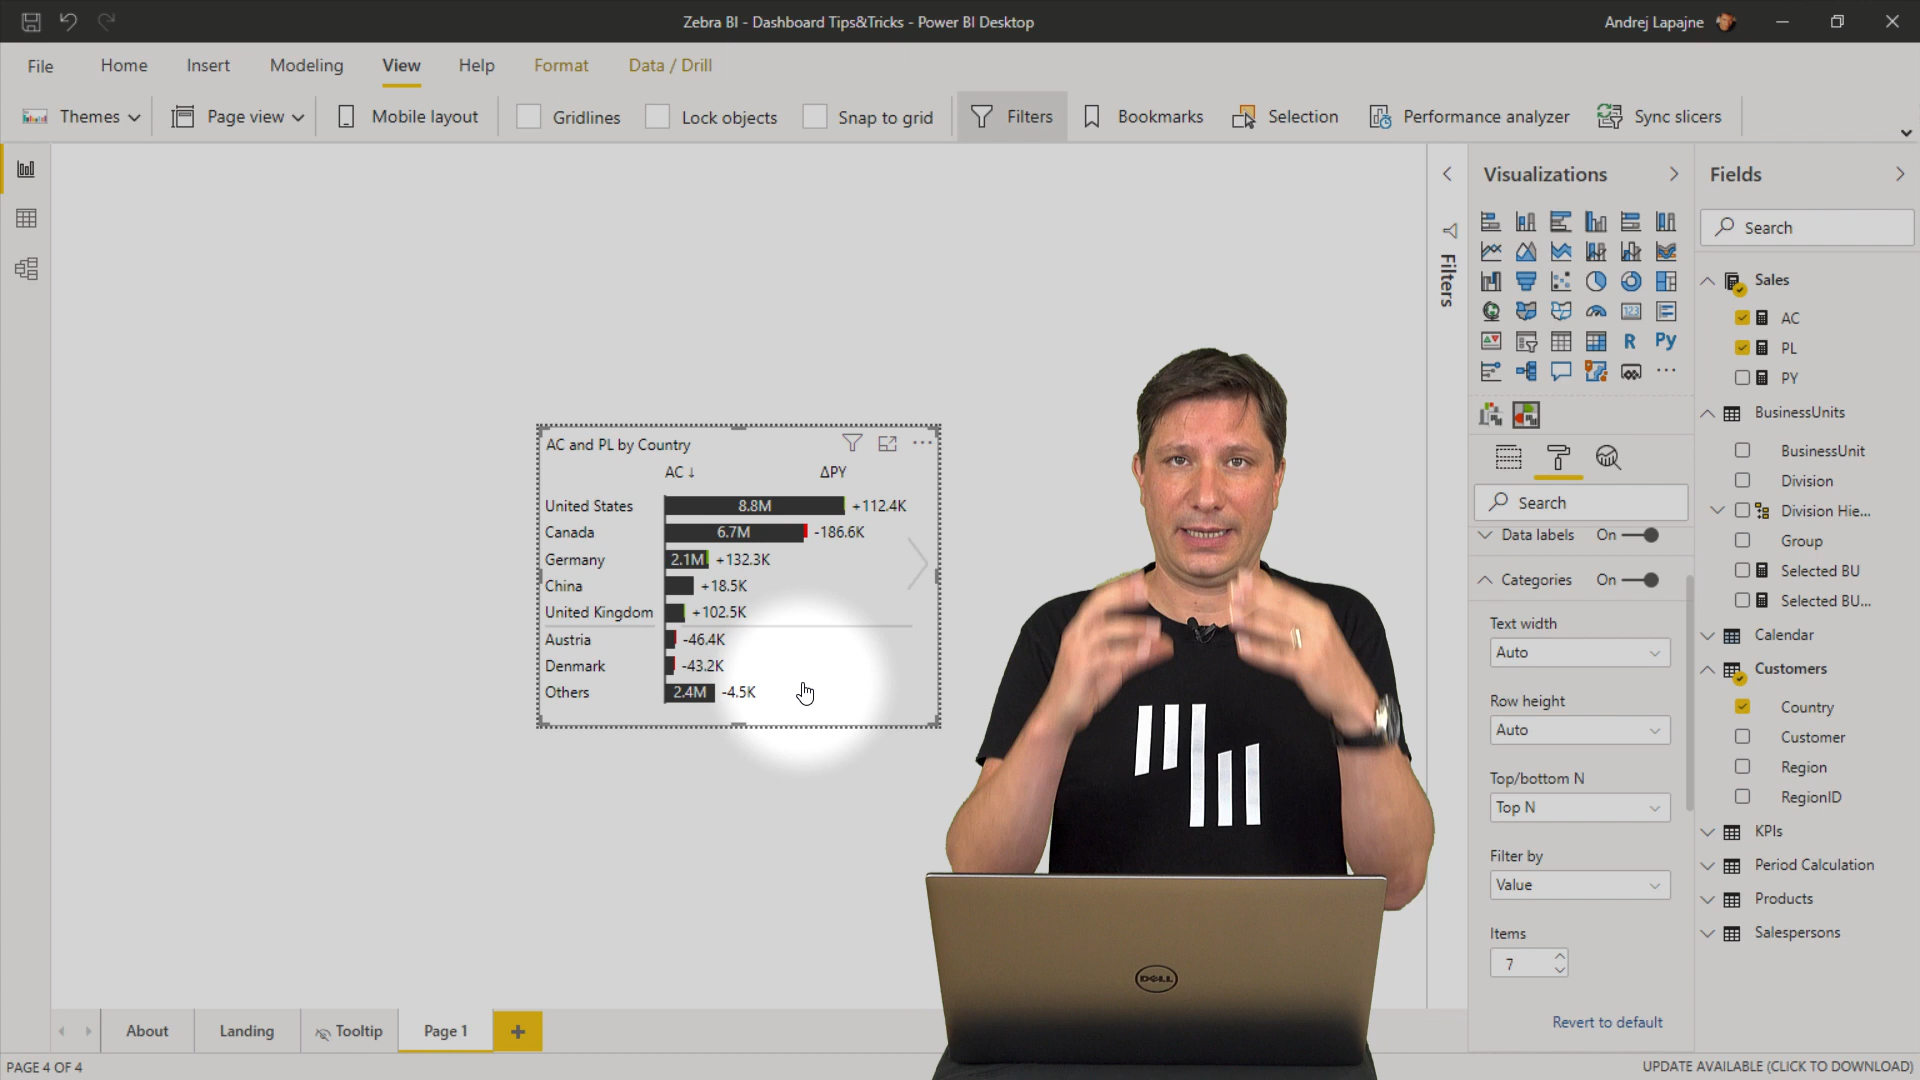 Zebra BI - Dashboard Tips&Tricks - Power BI Desktop
Andrej Lapajne
File Home Insert Modeling View Help Format Data / Drill
Themes Page view Mobile layout Gridlines Lock objects Snap to grid Filters Bookmarks Selection Performance analyzer Sync slicers
AC and PL by Country
AC ↓ ΔPY
United States 8.8M +112.4K
Canada 6.7M -186.6K
Germany 2.1M +132.3K
China +18.5K
United Kingdom +102.5K
Austria -46.4K
Denmark -43.2K
Others 2.4M -4.5K
DELL
Filters
Visualizations
123
R Py
Search
Data labels On
Categories On
Text width
Auto
Row height
Auto
Top/bottom N
Top N
Filter by
Value
Items
7
Revert to default
Fields
Search
Sales
AC
PL
PY
BusinessUnits
BusinessUnit
Division
Division Hie...
Group
Selected BU
Selected BU...
Calendar
Customers
Country
Customer
Region
RegionID
KPIs
Period Calculation
Products
Salespersons
About Landing Tooltip Page 1 +
PAGE 4 OF 4
UPDATE AVAILABLE (CLICK TO DOWNLOAD)